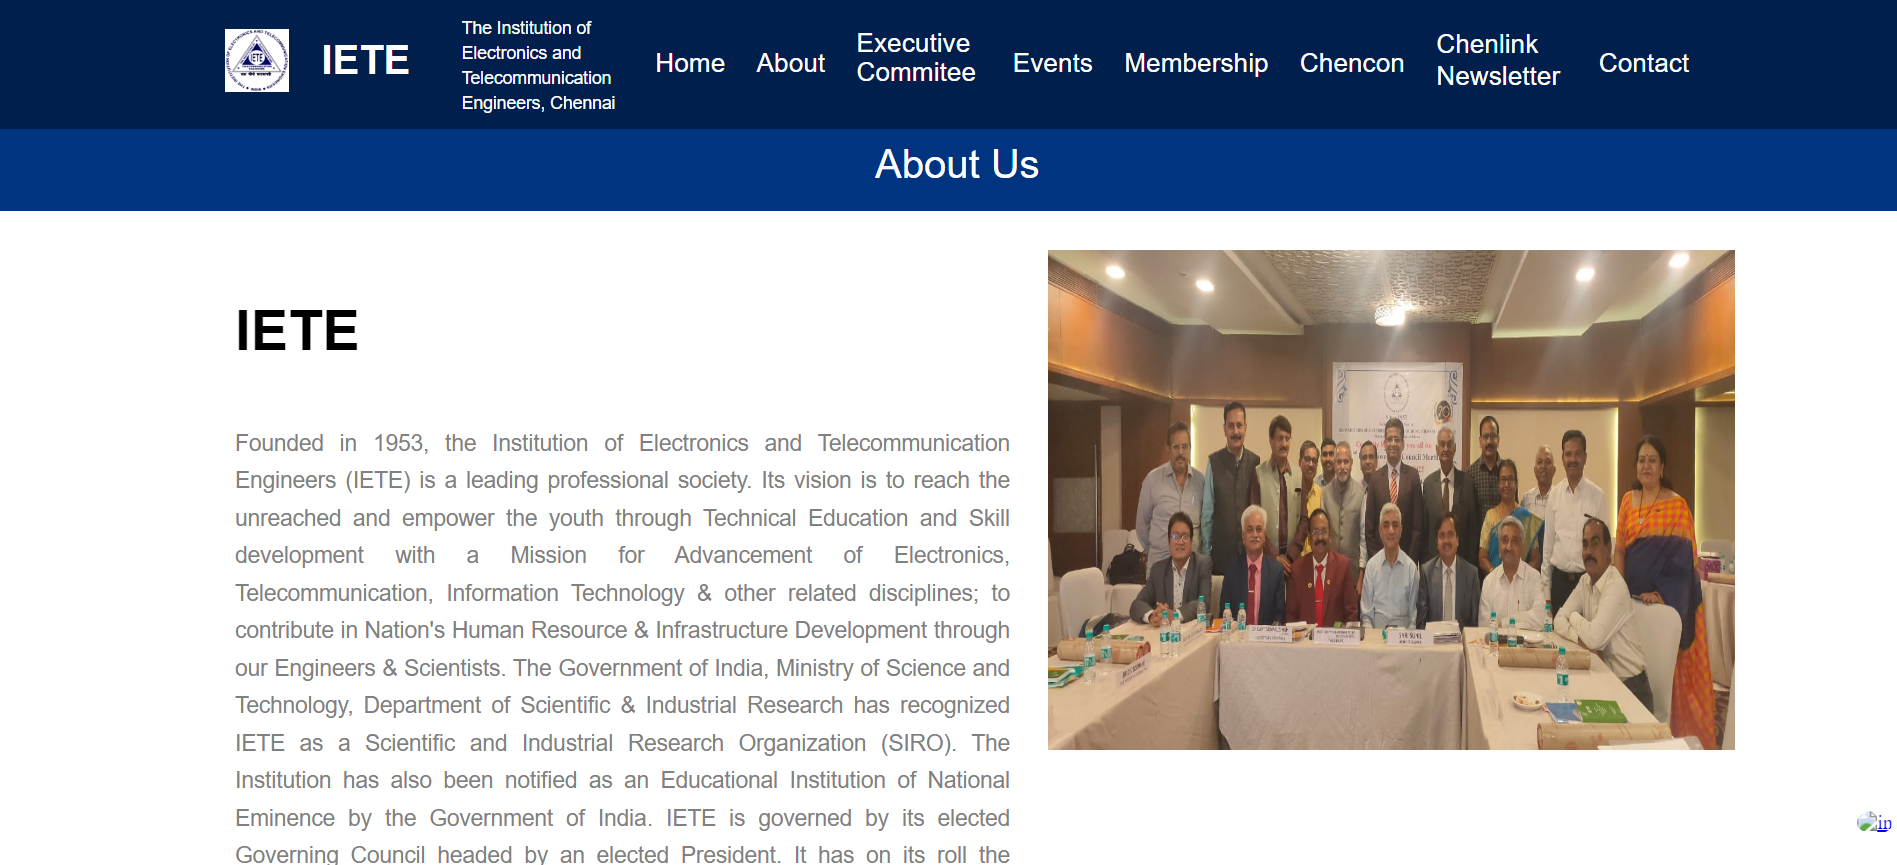 IETE
IETE
The Institution of
Electronics and
Telecommunication
Engineers, Chennai
Home
About
Executive
Commitee
Events
Membership
Chencon
Chenlink
Newsletter
Contact
About Us
IETE
Founded in 1953, the Institution of Electronics and Telecommunication
Engineers (IETE) is a leading professional society. Its vision is to reach the
unreached and empower the youth through Technical Education and Skill
development with a Mission for Advancement of Electronics,
Telecommunication, Information Technology & other related disciplines; to
contribute in Nation's Human Resource & Infrastructure Development through
our Engineers & Scientists. The Government of India, Ministry of Science and
Technology, Department of Scientific & Industrial Research has recognized
IETE as a Scientific and Industrial Research Organization (SIRO). The
Institution has also been notified as an Educational Institution of National
Eminence by the Government of India. IETE is governed by its elected
Governing Council headed by an elected President. It has on its roll the
Council
SHRI SUNIL
in